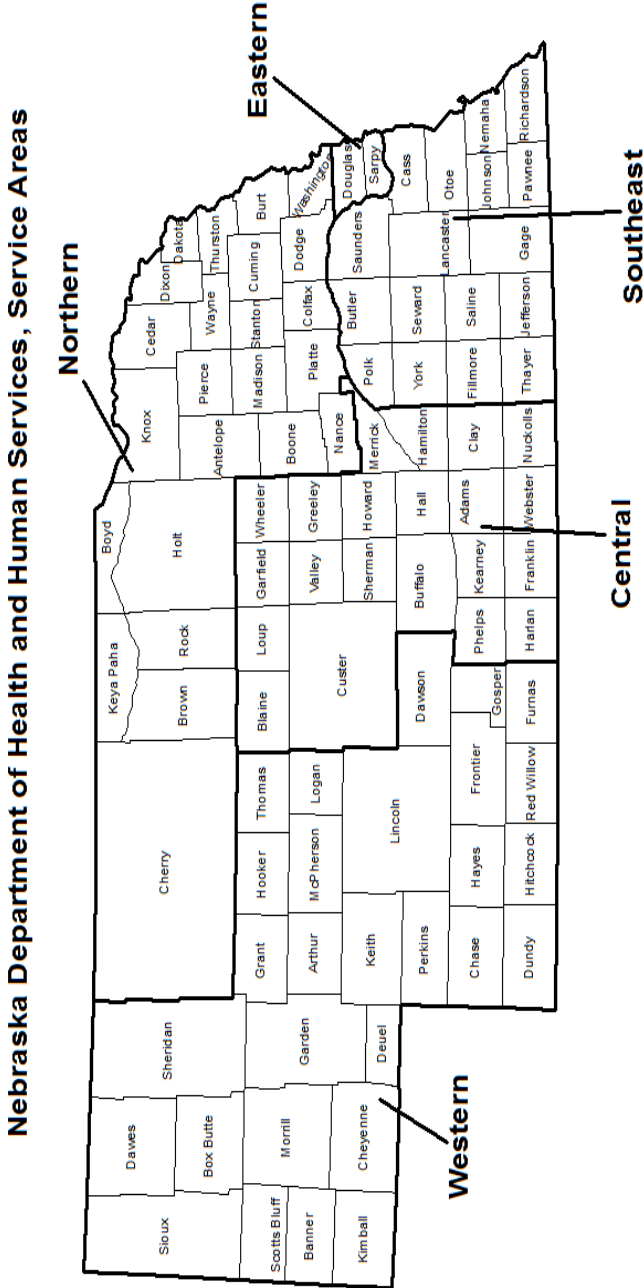 Nebraska Department of Health and Human Services, Service Areas
Northern
Eastern
Sioux
Dawes
Box Butte
Sheridan
Cherry
Keya Paha
Boyd
Brown
Rock
Holt
Knox
Cedar
Dixon
Dakota
Antelope
Pierce
Wayne
Thurston
Scotts Bluff
Banner
Kimball
Morrill
Cheyenne
Garden
Deuel
Grant
Hooker
Thomas
Blaine
Loup
Garfield
Wheeler
Boone
Madison
Stanton
Cuming
Burt
Arthur
McPherson
Logan
Custer
Valley
Greeley
Nance
Platte
Colfax
Dodge
Washington
Keith
Lincoln
Sherman
Howard
Merrick
Polk
Butler
Saunders
Douglas
Sarpy
Perkins
Dawson
Buffalo
Hall
Hamilton
York
Seward
Lancaster
Cass
Otoe
Chase
Hayes
Frontier
Gosper
Phelps
Kearney
Adams
Clay
Fillmore
Saline
Gage
Johnson
Nemaha
Dundy
Hitchcock
Red Willow
Furnas
Harlan
Franklin
Webster
Nuckolls
Thayer
Jefferson
Pawnee
Richardson
Western
Central
Southeast